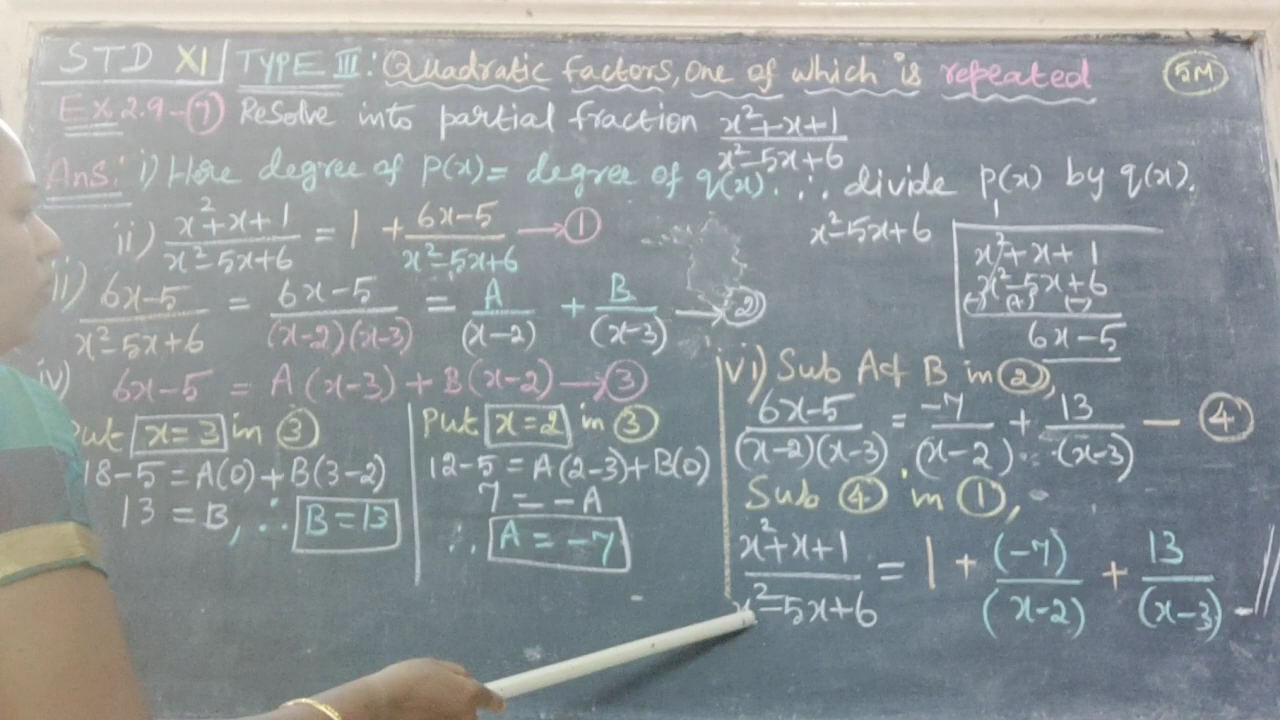 STD XI TYPE III: Quadratic factors, one of which is repeated 5M
Ex 2.9-7 Resolve into partial fraction (x²+x+1)/(x²-5x+6)
Ans: i) Here degree of p(x) = degree of q(x). ∴ divide p(x) by q(x).
ii) (x²+x+1)/(x²-5x+6) = 1 + (6x-5)/(x²-5x+6) → ①
1
x²-5x+6 x²+x+1
x²-5x+6
(-) (+) (-)
6x-5
ii) (6x-5)/(x²-5x+6) = (6x-5)/((x-2)(x-3)) = A/(x-2) + B/(x-3) → ②
iv) 6x-5 = A(x-3) + B(x-2) → ③
Put x=3 in ③
18-5 = A(0)+B(3-2)
13 = B, ∴ B=13
Put x=2 in ③
12-5 = A(2-3)+B(0)
7 = -A
∴ A = -7
vi) Sub A & B in ②,
(6x-5)/((x-2)(x-3)) = -7/(x-2) + 13/(x-3) - ④
Sub ④ in ①,
(x²+x+1)/(x²-5x+6) = 1 + (-7)/(x-2) + 13/(x-3) //